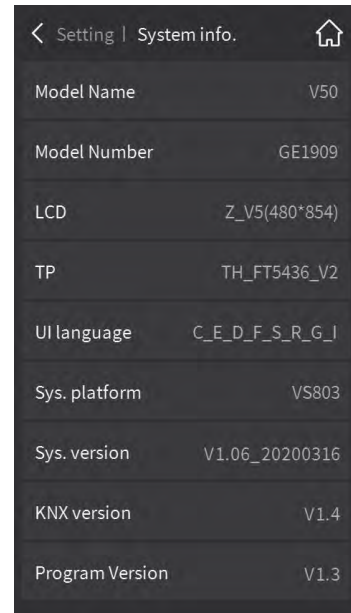 Setting | System info.
Model Name V50
Model Number GE1909
LCD Z_V5(480*854)
TP TH_FT5436_V2
UI language C_E_D_F_S_R_G_I
Sys. platform VS803
Sys. version V1.06_20200316
KNX version V1.4
Program Version V1.3